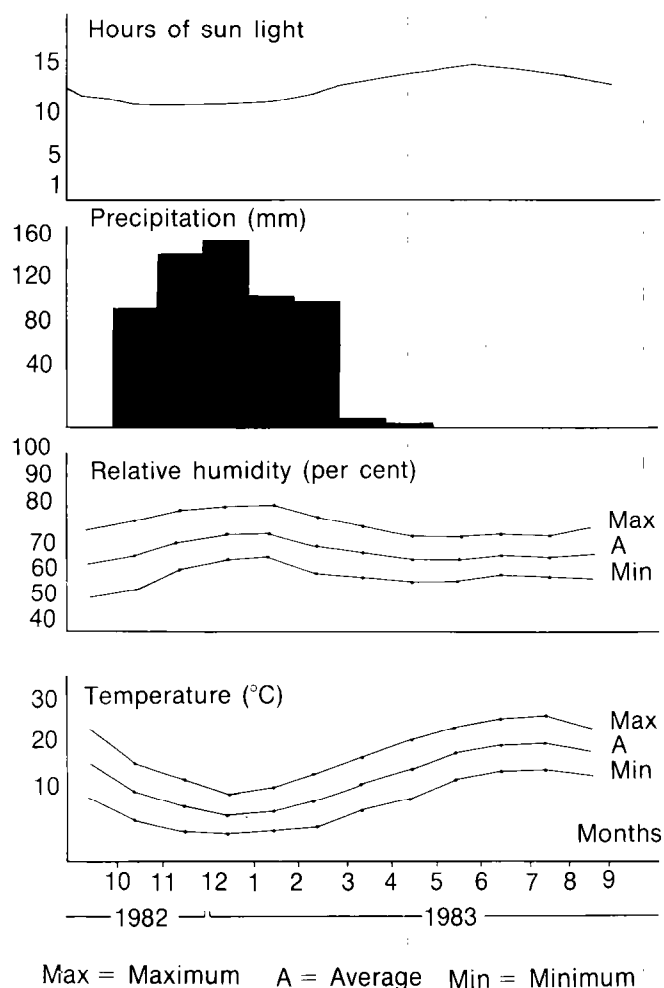 Hours of sun light
15
10
5
1
Precipitation (mm)
160
120
80
40
100
90
80
70
60
50
40
Relative humidity (per cent)
Max
A
Min
30
20
10
Temperature (°C)
Max
A
Min
Months
10 11 12 1 2 3 4 5 6 7 8 9
1982 1983
Max = Maximum A = Average Min = Minimum